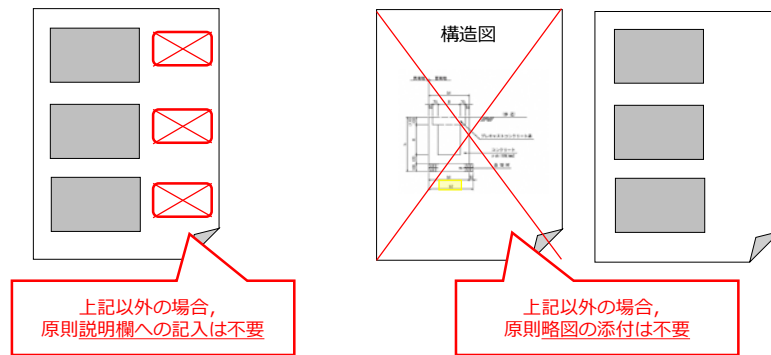 構造図
上記以外の場合,
原則説明欄への記入は不要
上記以外の場合,
原則略図の添付は不要